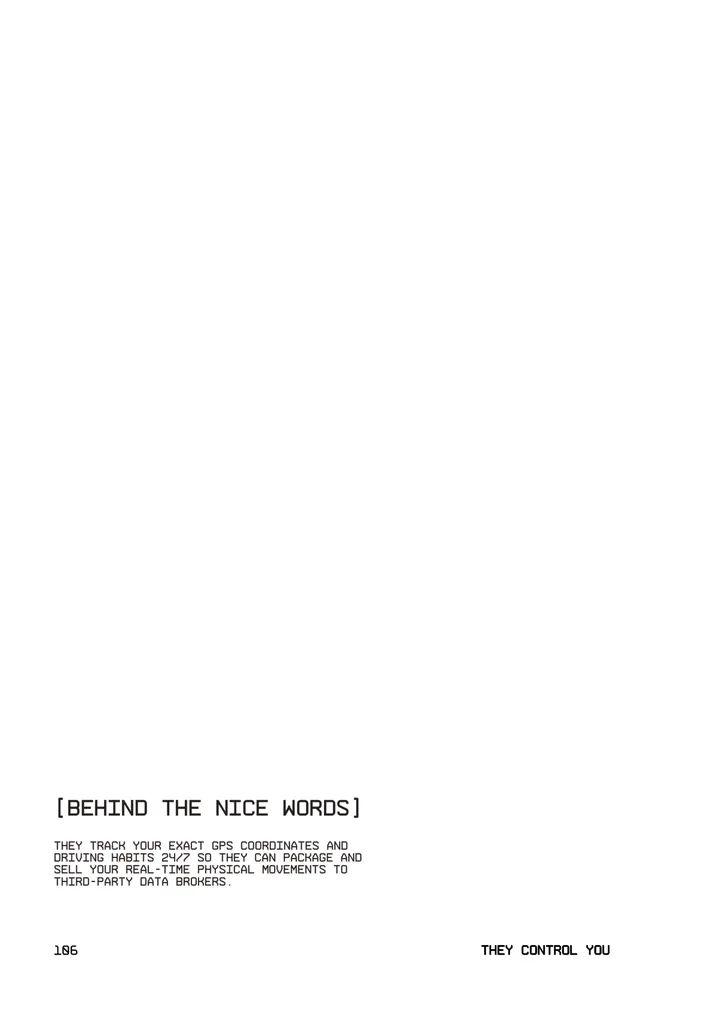 [BEHIND THE NICE WORDS]
THEY TRACK YOUR EXACT GPS COORDINATES AND
DRIVING HABITS 24/7 SO THEY CAN PACKAGE AND
SELL YOUR REAL-TIME PHYSICAL MOVEMENTS TO
THIRD-PARTY DATA BROKERS.
106
THEY CONTROL YOU